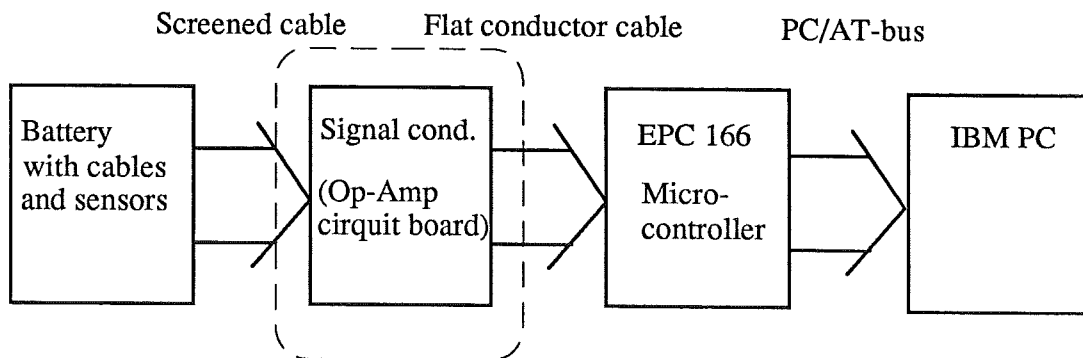 Screened cable
Flat conductor cable
PC/AT-bus
Battery
with cables
and sensors
Signal cond.
(Op-Amp
cirquit board)
EPC 166
Micro-
controller
IBM PC